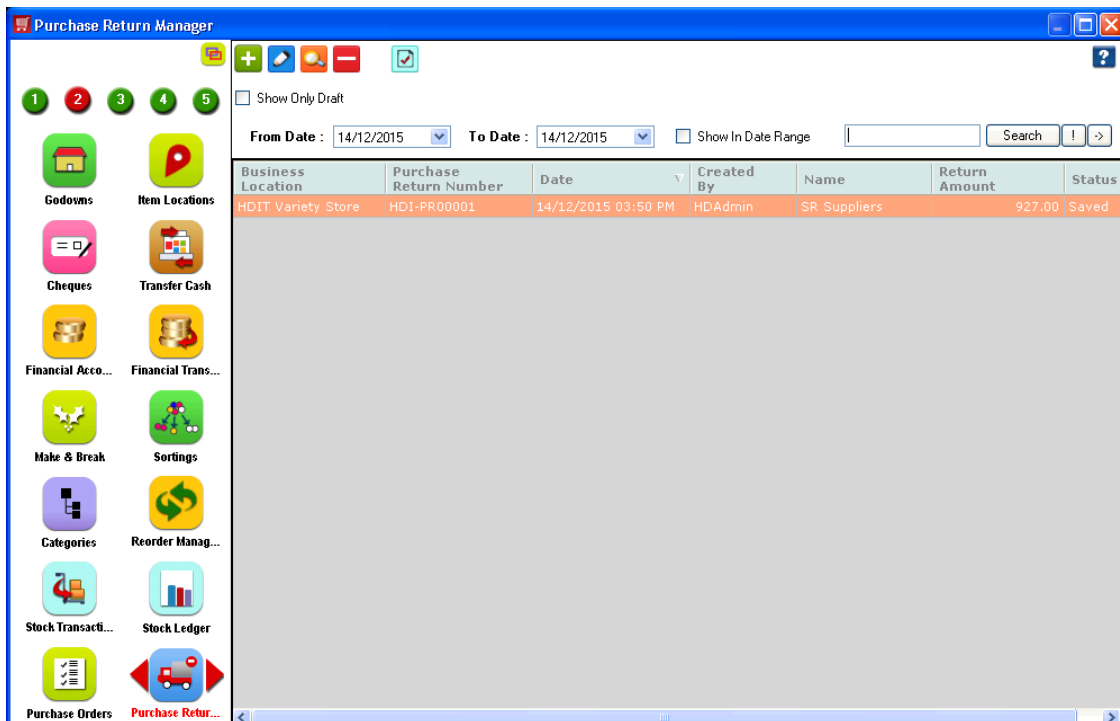 Purchase Return Manager
?
1 2 3 4 5
Show Only Draft
From Date : 14/12/2015 To Date : 14/12/2015 Show In Date Range Search ! ->
Business Location Purchase Return Number Date Created By Name Return Amount Status
HDIT Variety Store HDI-PR00001 14/12/2015 03:50 PM HDAdmin SR Suppliers 927.00 Saved
Godowns Item Locations
Cheques Transfer Cash
Financial Acco... Financial Trans...
Make & Break Sortings
Categories Reorder Manag...
Stock Transacti... Stock Ledger
Purchase Orders Purchase Retur...